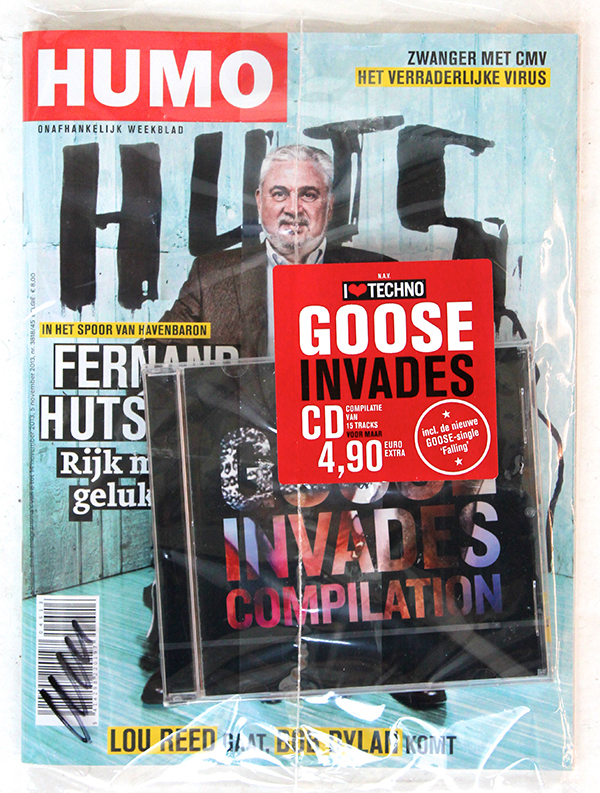 HUMO
ONAFHANKELIJK WEEKBLAD
ZWANGER MET CMV
HET VERRADERLIJKE VIRUS
HUTS
IN HET SPOOR VAN HAVENBARON
FERNAND
HUTS
Rijk
geluk
N.A.V.
I ❤ TECHNO
GOOSE
INVADES
CD
COMPILATIE
VAN
15 TRACKS
VOOR MAAR
4,90 EURO
EXTRA
incl. de nieuwe
GOOSE-single
'Falling'
GOOSE
INVADES
COMPILATION
LOU REED GAAT, BOB DYLAN KOMT